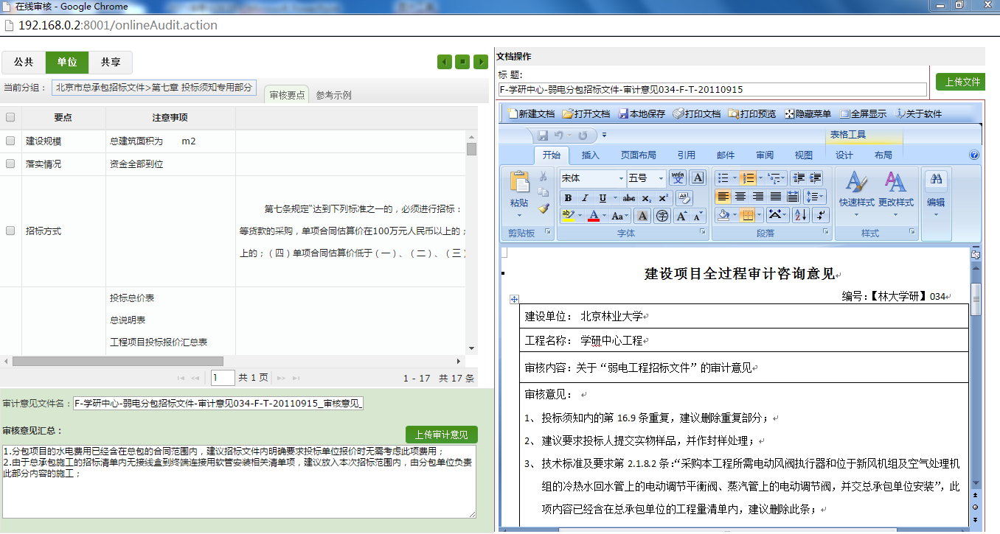 在线审核 - Google Chrome
192.168.0.2:8001/onlineAudit.action
公共 单位 共享
当前分组： 北京市总承包招标文件>第七章 投标须知专用部分 审核要点 参考示例
要点 注意事项
建设规模 总建筑面积为 m2
落实情况 资金全部到位
第七条规定“达到下列标准之一的，必须进行招标：
招标方式 等货款的采购，单项合同估算价在100万元人民币以上的；
上的；（四）单项合同估算价低于（一）、（二）、（三）
投标总价表
总说明表
工程项目投标报价汇总表
1 共 1 页 1 - 17 共 17 条
审计意见文件名： F-学研中心-弱电分包招标文件-审计意见034-F-T-20110915_审核意见_
审核意见汇总： 上传审计意见
1.分包项目的水电费用已经含在总包的合同范围内，建议招标文件内明确要求投标单位报价时无需考虑此项费用；
2.由于总承包施工的招标清单内无接线盒到终端连接用软管安装相关清单项，建议放入本次招标范围内，由分包单位负责
此部分内容的施工；
文档操作
标 题:
F-学研中心-弱电分包招标文件-审计意见034-F-T-20110915 上传文件
新建文档 打开文档 本地保存 打印文档 打印预览 隐藏菜单 全屏显示 关于软件
表格工具
开始 插入 页面布局 引用 邮件 审阅 视图 设计 布局
宋体 五号 wén 文 A
粘贴 B I U abc x₂ x² 快速样式 更改样式 编辑
ab A Aa A 字 A A
剪贴板 字体 段落 样式
建设项目全过程审计咨询意见
编号：【林大学研】034
建设单位： 北京林业大学
工程名称： 学研中心工程
审核内容：关于“弱电工程招标文件”的审计意见
审核意见：
1、 投标须知内的第 16.9 条重复，建议删除重复部分；
2、 建议要求投标人提交实物样品，并作封样处理；
3、 技术标准及要求第 2.1.8.2 条：“采购本工程所需电动风阀执行器和位于新风机组及空气处理机
组的冷热水回水管上的电动调节平衡阀、蒸汽管上的电动调节阀，并交总承包单位安装”，此
项内容已经含在总承包单位的工程量清单内，建议删除此条；